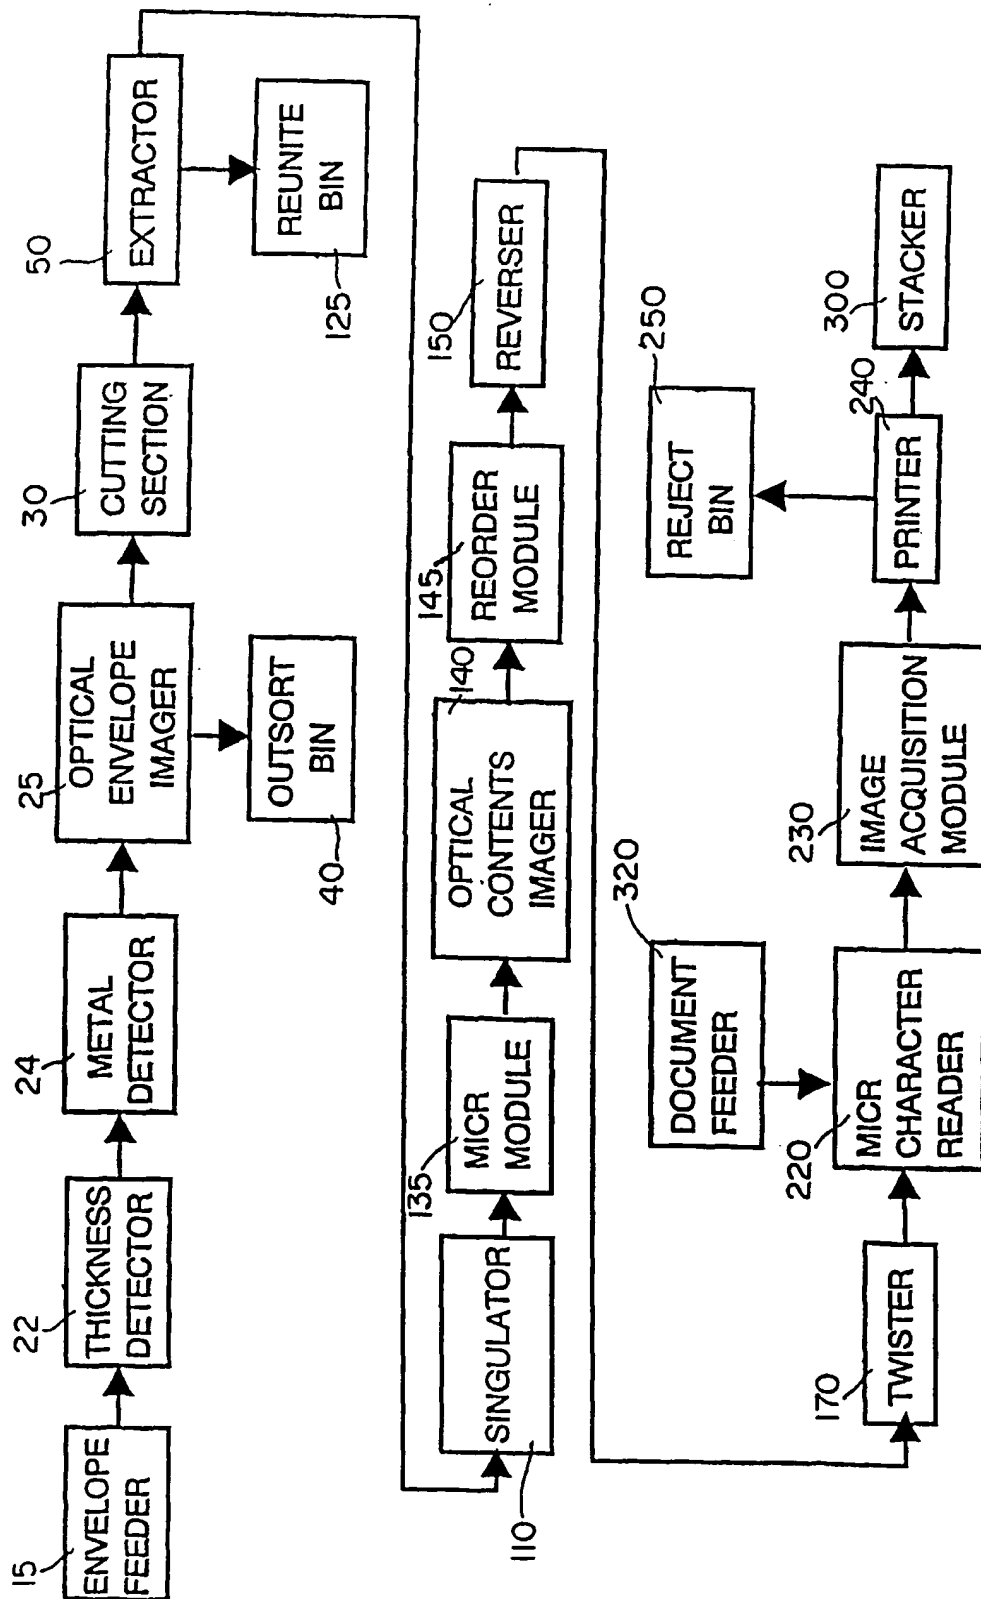 15
ENVELOPE
FEEDER
22
THICKNESS
DETECTOR
24
METAL
DETECTOR
25
OPTICAL
ENVELOPE
IMAGER
OUTSORT
BIN
40
30
CUTTING
SECTION
50
EXTRACTOR
REUNITE
BIN
125
SINGULATOR
110
135
MICR
MODULE
140
OPTICAL
CONTENTS
IMAGER
145
REORDER
MODULE
150
REVERSER
170
TWISTER
320
DOCUMENT
FEEDER
220
MICR
CHARACTER
READER
230
IMAGE
ACQUISITION
MODULE
240
PRINTER
250
REJECT
BIN
300
STACKER